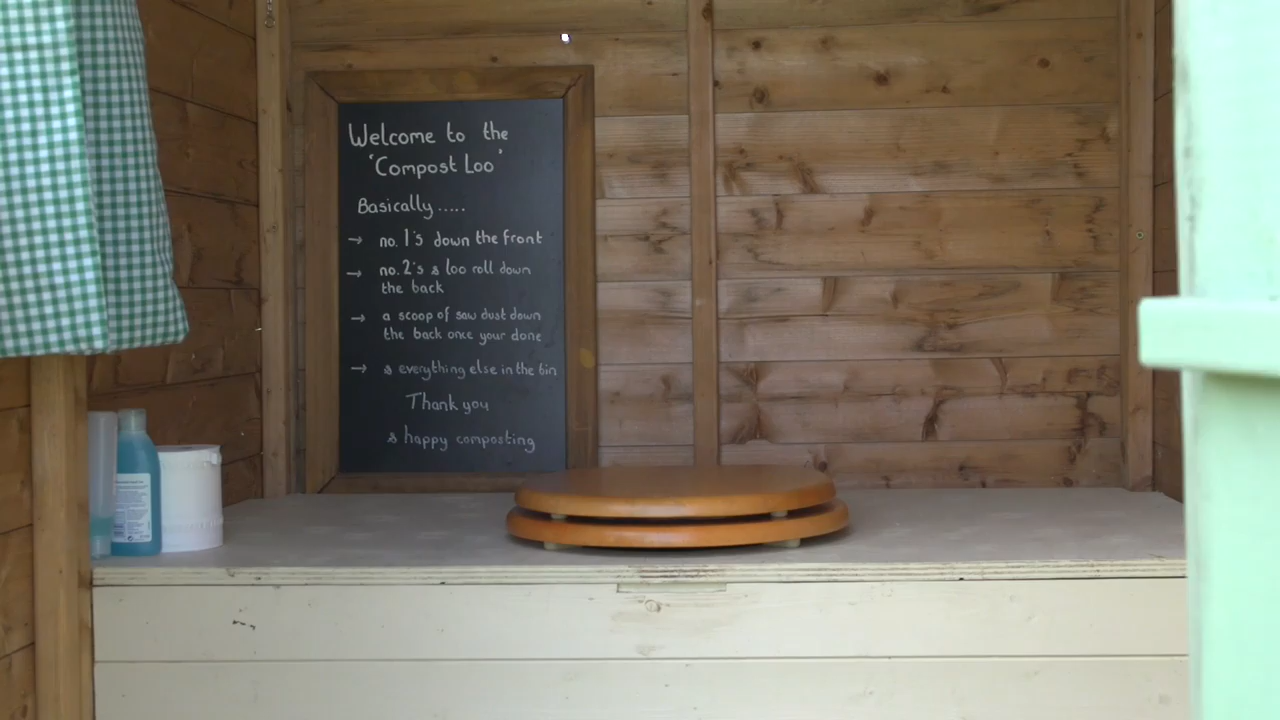 Welcome to the
'Compost Loo'
Basically.....
→ no. 1's down the front
→ no. 2's & loo roll down
the back
→ a scoop of saw dust down
the back once your done
→ & everything else in the bin
Thank you
& happy composting